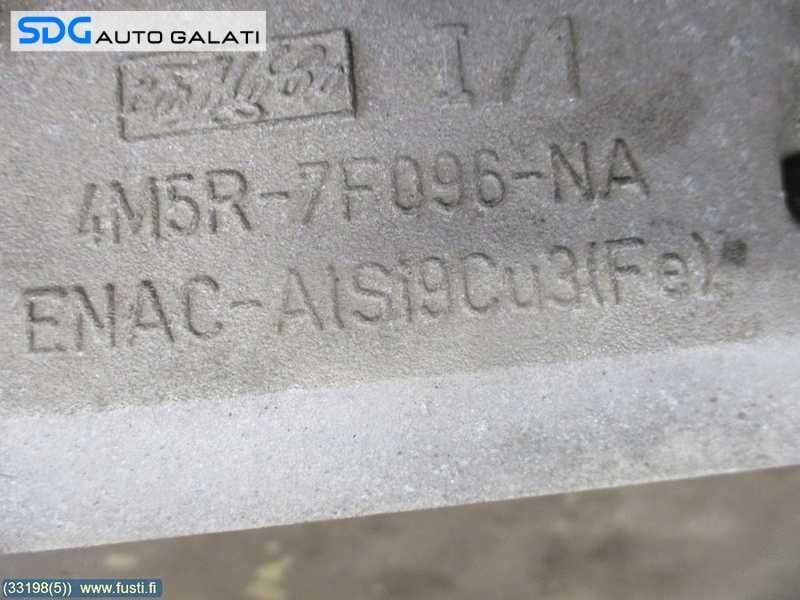 SDG AUTO GALATI
I/1
4M5R-7F096-NA
ENAC-AlSi9Cu3(Fe)
(33198(5)) www.fusti.fi